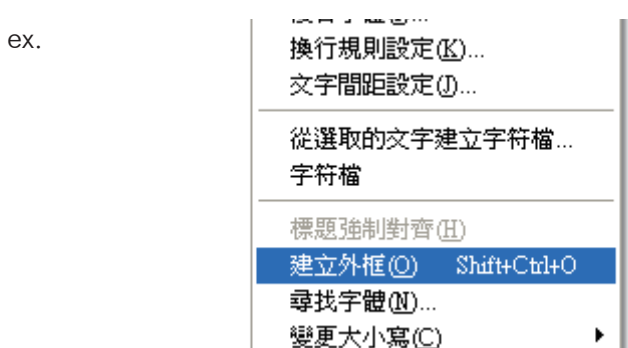 ex.
換行規則設定(K)...
文字間距設定(J)...
從選取的文字建立字符檔...
字符檔
標題強制對齊(H)
建立外框(O) Shift+Ctrl+O
尋找字體(N)...
變更大小寫(C)